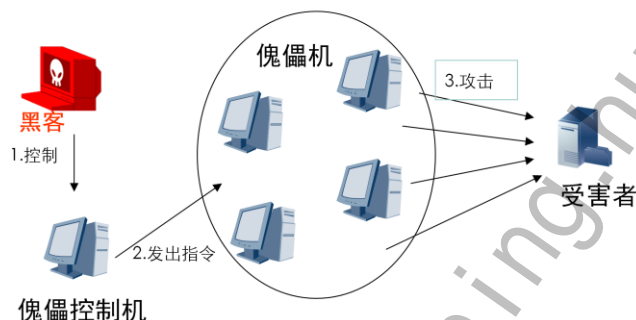 傀儡机
3.攻击
黑客
1.控制
受害者
2.发出指令
傀儡控制机